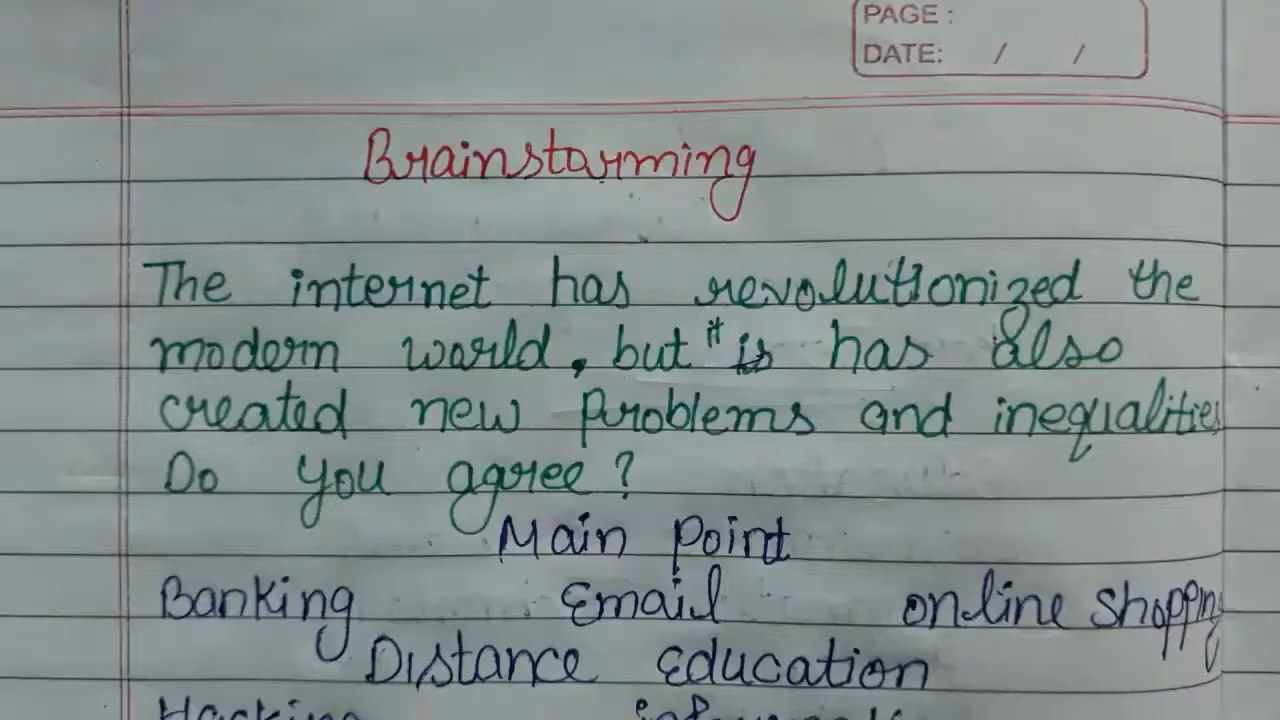 PAGE :
DATE: / /
Brainstorming
The internet has revolutionized the
modern world, but it is has also
created new problems and inequalities
Do you agree?
Main Point
Banking Email online Shopping
Distance Education
Hacking